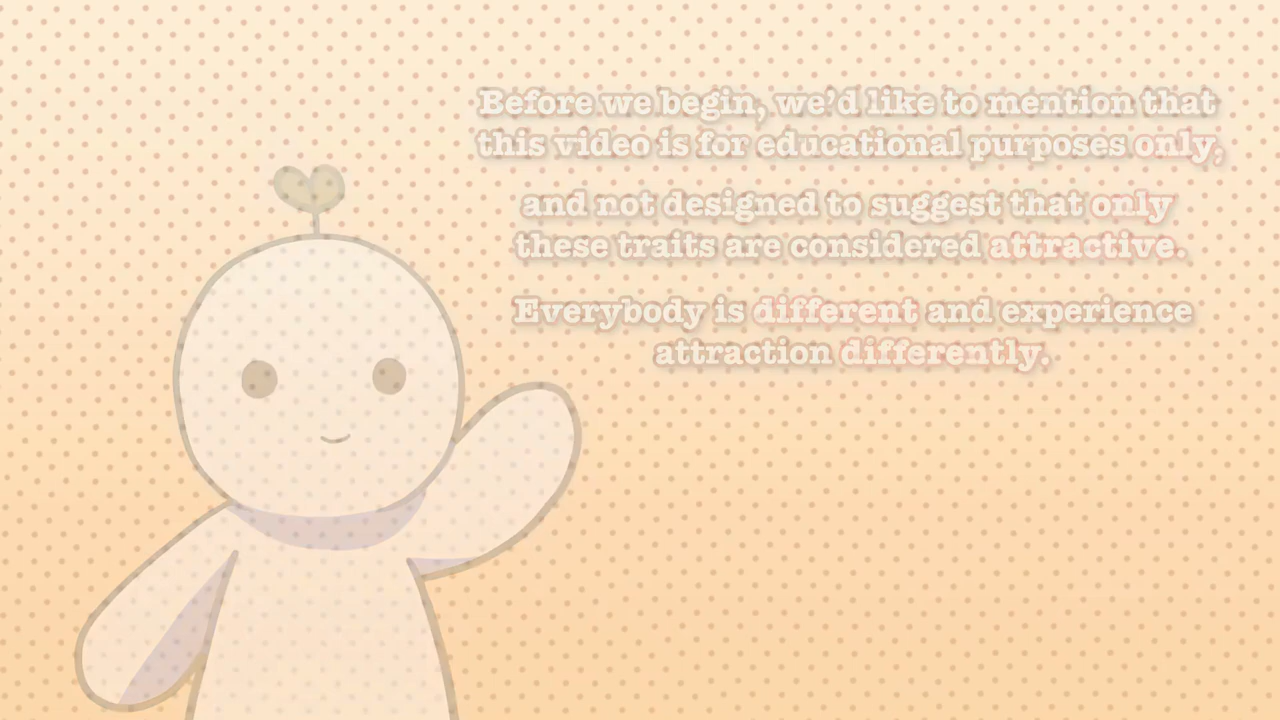 Before we begin, we'd like to mention that
this video is for educational purposes only,
and not designed to suggest that only
these traits are considered attractive.
Everybody is different and experience
attraction differently.